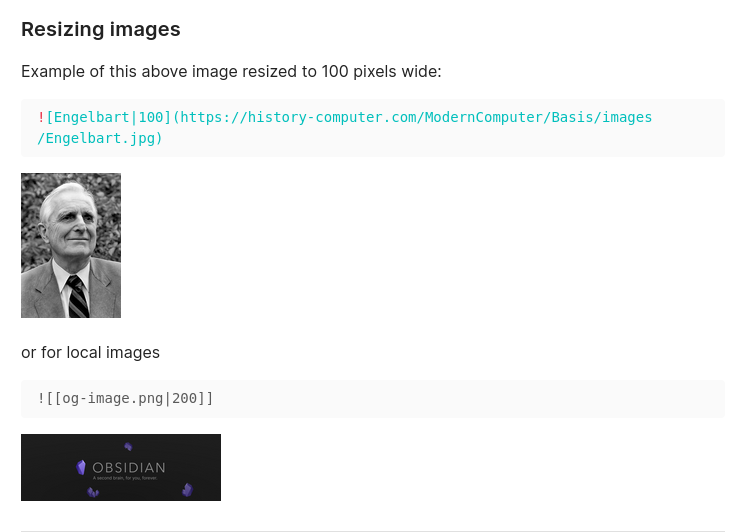 Resizing images
Example of this above image resized to 100 pixels wide:
![Engelbart|100](https://history-computer.com/ModernComputer/Basis/images
/Engelbart.jpg)
or for local images
![[og-image.png|200]]
OBSIDIAN
A second brain, for you, forever.